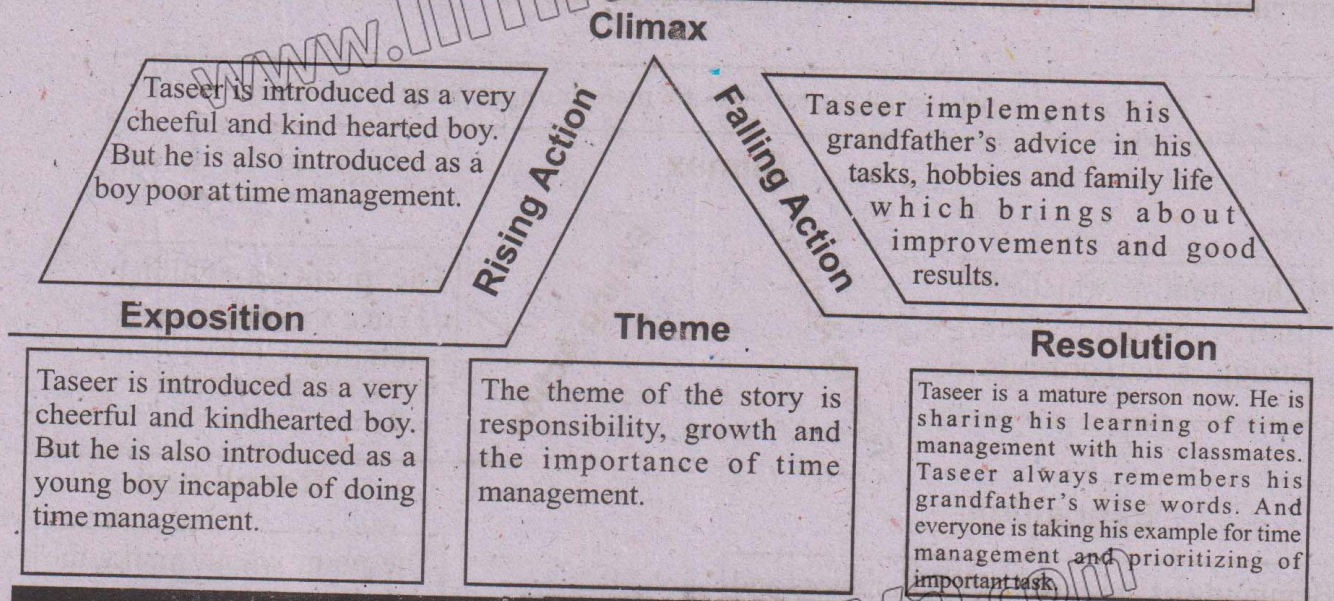 Climax
Taseer is introduced as a very
cheeful and kind hearted boy.
But he is also introduced as a
boy poor at time management.
Rising Action
Falling Action
Taseer implements his
grandfather's advice in his
tasks, hobbies and family life
which brings about
improvements and good
results.
Exposition
Taseer is introduced as a very
cheerful and kindhearted boy.
But he is also introduced as a
young boy incapable of doing
time management.
Theme
The theme of the story is
responsibility, growth and
the importance of time
management.
Resolution
Taseer is a mature person now. He is
sharing his learning of time
management with his classmates.
Taseer always remembers his
grandfather's wise words. And
everyone is taking his example for time
management and prioritizing of
important task.